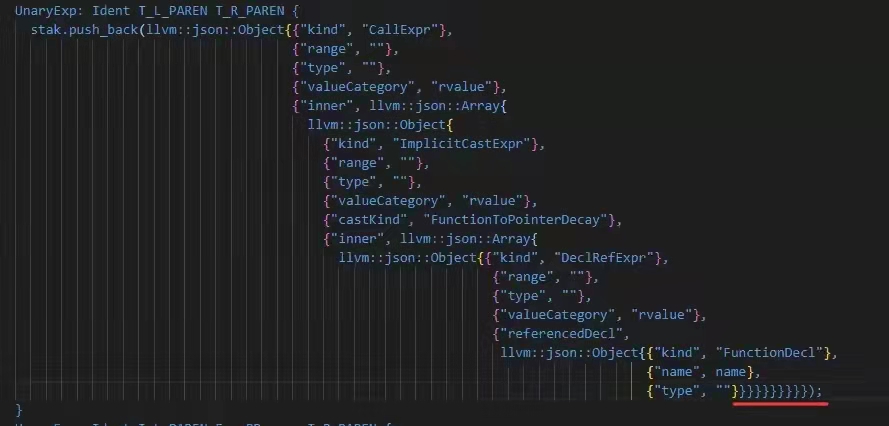 UnaryExp: Ident T_L_PAREN T_R_PAREN {
stak.push_back(llvm::json::Object{{"kind", "CallExpr"},
{"range", ""},
{"type", ""},
{"valueCategory", "rvalue"},
{"inner", llvm::json::Array{
llvm::json::Object{
{"kind", "ImplicitCastExpr"},
{"range", ""},
{"type", ""},
{"valueCategory", "rvalue"},
{"castKind", "FunctionToPointerDecay"},
{"inner", llvm::json::Array{
llvm::json::Object{{"kind", "DeclRefExpr"},
{"range", ""},
{"type", ""},
{"valueCategory", "rvalue"},
{"referencedDecl",
llvm::json::Object{{"kind", "FunctionDecl"},
{"name", name},
{"type", ""}}}}}}}}}});
}